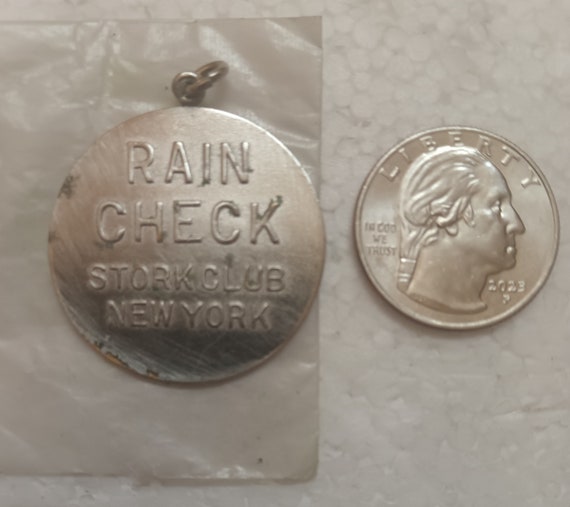 RAIN
CHECK
STORK CLUB
NEW YORK
LIBERTY
IN GOD
WE
TRUST
2023
P